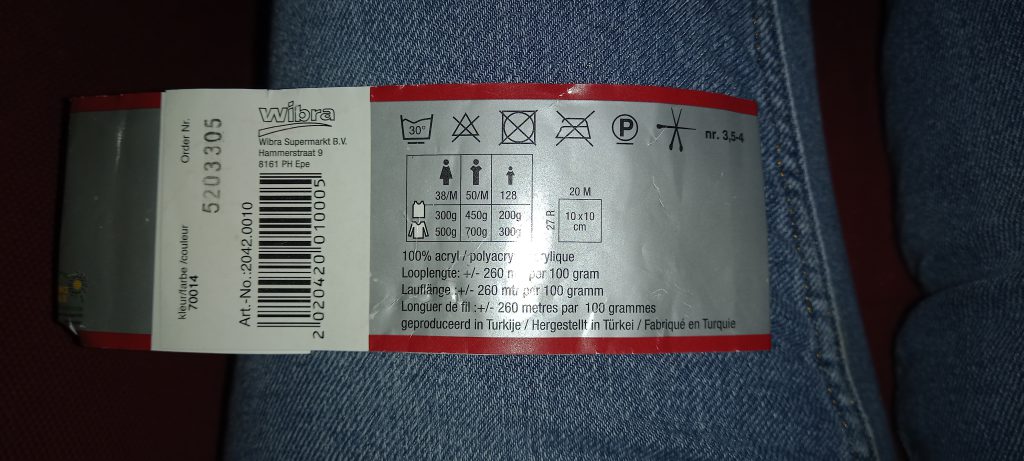 Order Nr.
5203305
kleur/farbe /couleur
70014
wibra
Wibra Supermarkt B.V.
Hammerstraat 9
8161 PH Epe
Art.-No.:2042.0010
2 020420 010005
30°
P
nr. 3,5-4
38/M 50/M 128
300g 450g 200g
500g 700g 300g
20 M
27 R
10 x 10
cm
100% acryl / polyacry rylique
Looplengte: +/- 260 m per 100 gram
Lauflänge :+/- 260 mtr per 100 gramm
Longuer de fil :+/- 260 metres par 100 grammes
geproduceerd in Turkije / Hergestellt in Türkei / Fabriqué en Turquie